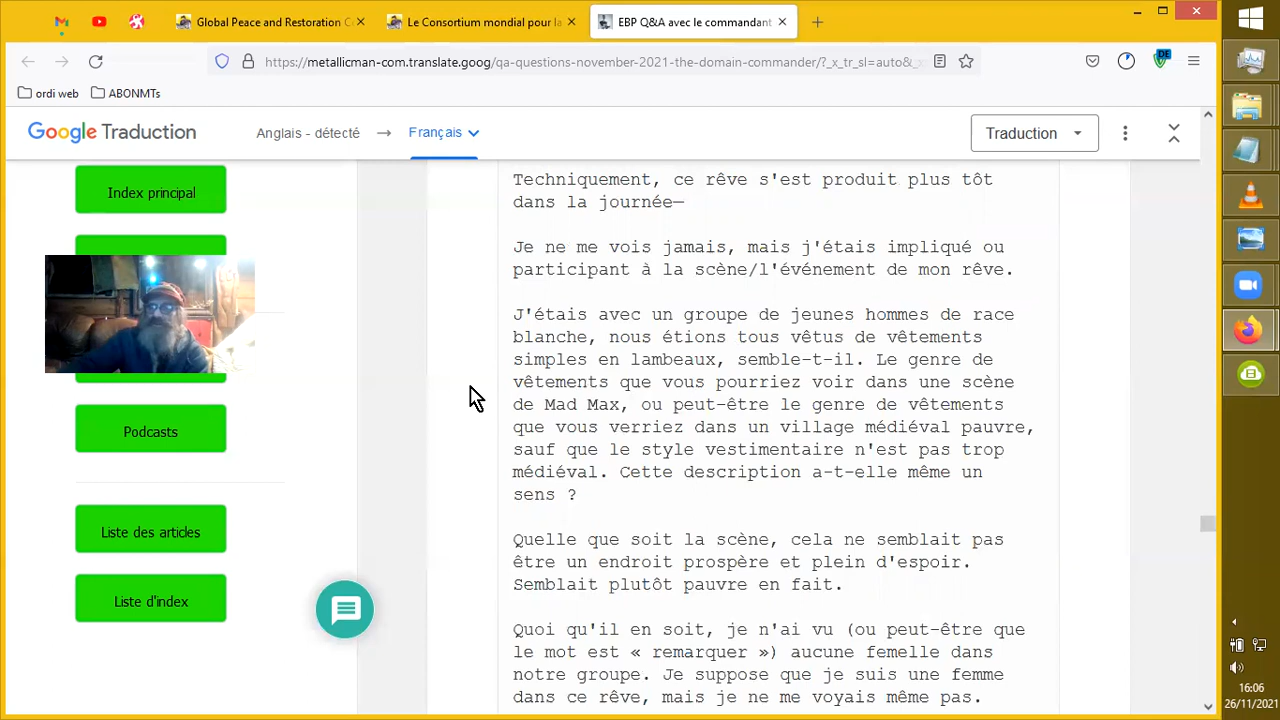 Global Peace and Restoration C
Le Consortium mondial pour la
EBP Q&A avec le commandant
https://metallicman-com.translate.goog/qa-questions-november-2021-the-domain-commander/?_x_tr_sl=auto&_
DE
ordi web
ABONMTs
Google Traduction
Anglais - détecté
Français
Traduction
Index principal
Podcasts
Liste des articles
Liste d'index
Techniquement, ce rêve s'est produit plus tôt
dans la journée—
Je ne me vois jamais, mais j'étais impliqué ou
participant à la scène/l'événement de mon rêve.
J'étais avec un groupe de jeunes hommes de race
blanche, nous étions tous vêtus de vêtements
simples en lambeaux, semble-t-il. Le genre de
vêtements que vous pourriez voir dans une scène
de Mad Max, ou peut-être le genre de vêtements
que vous verriez dans un village médiéval pauvre,
sauf que le style vestimentaire n'est pas trop
médiéval. Cette description a-t-elle même un
sens ?
Quelle que soit la scène, cela ne semblait pas
être un endroit prospère et plein d'espoir.
Semblait plutôt pauvre en fait.
Quoi qu'il en soit, je n'ai vu (ou peut-être que
le mot est « remarquer ») aucune femelle dans
notre groupe. Je suppose que je suis une femme
dans ce rêve, mais je ne me voyais même pas.
16:06
26/11/2021